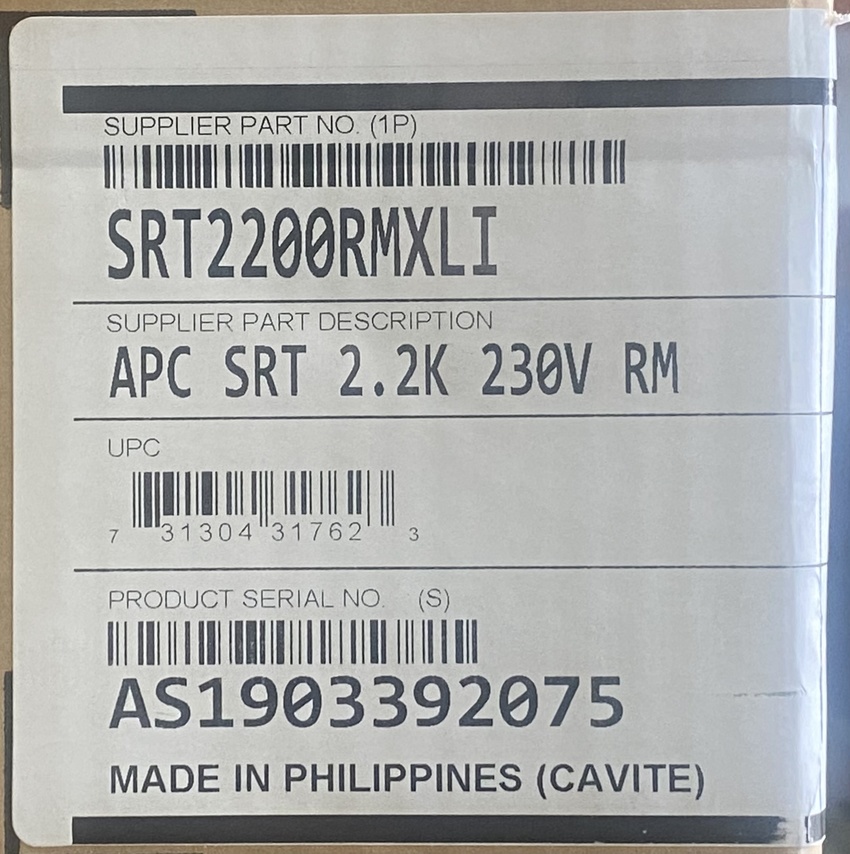 SUPPLIER PART NO. (1P)
SRT2200RMXLI
SUPPLIER PART DESCRIPTION
APC SRT 2.2K 230V RM
UPC
7 31304 31762 3
PRODUCT SERIAL NO. (S)
AS1903392075
MADE IN PHILIPPINES (CAVITE)